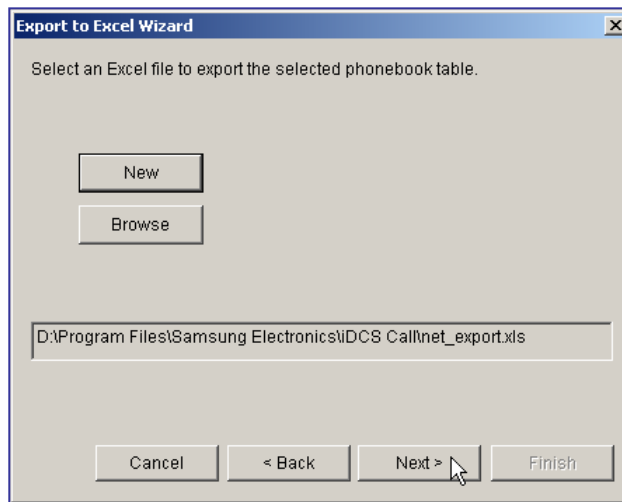 Export to Excel Wizard
Select an Excel file to export the selected phonebook table.
New
Browse
D:\Program Files\Samsung Electronics\iDCS Call\net_export.xls
Cancel
< Back
Next >
Finish